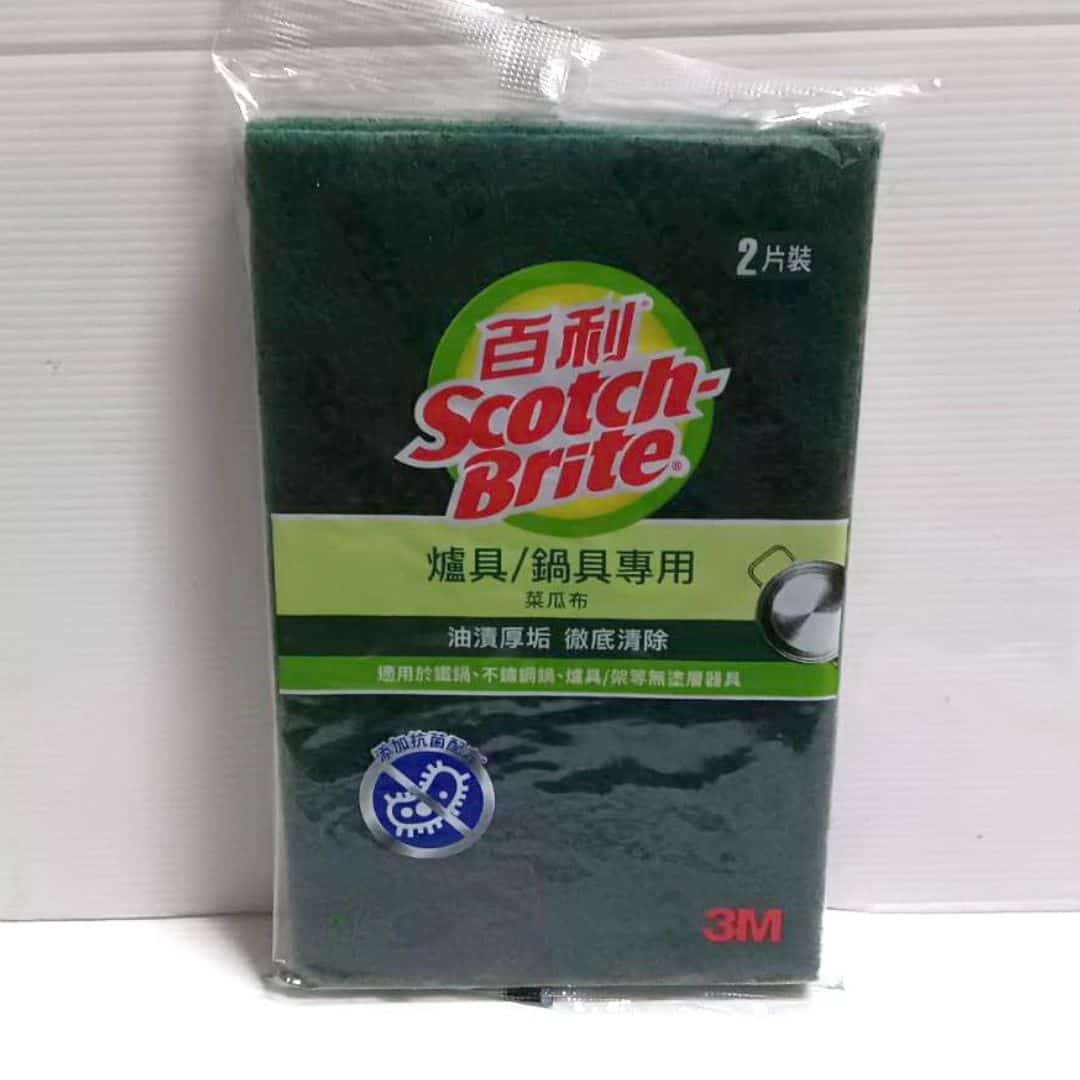 2片裝
百利
Scotch-
Brite®
爐具/鍋具專用
菜瓜布
油漬厚垢 徹底清除
適用於鐵鍋、不鏽鋼鍋、爐具/架等無塗層器具
添加抗菌配方
3M